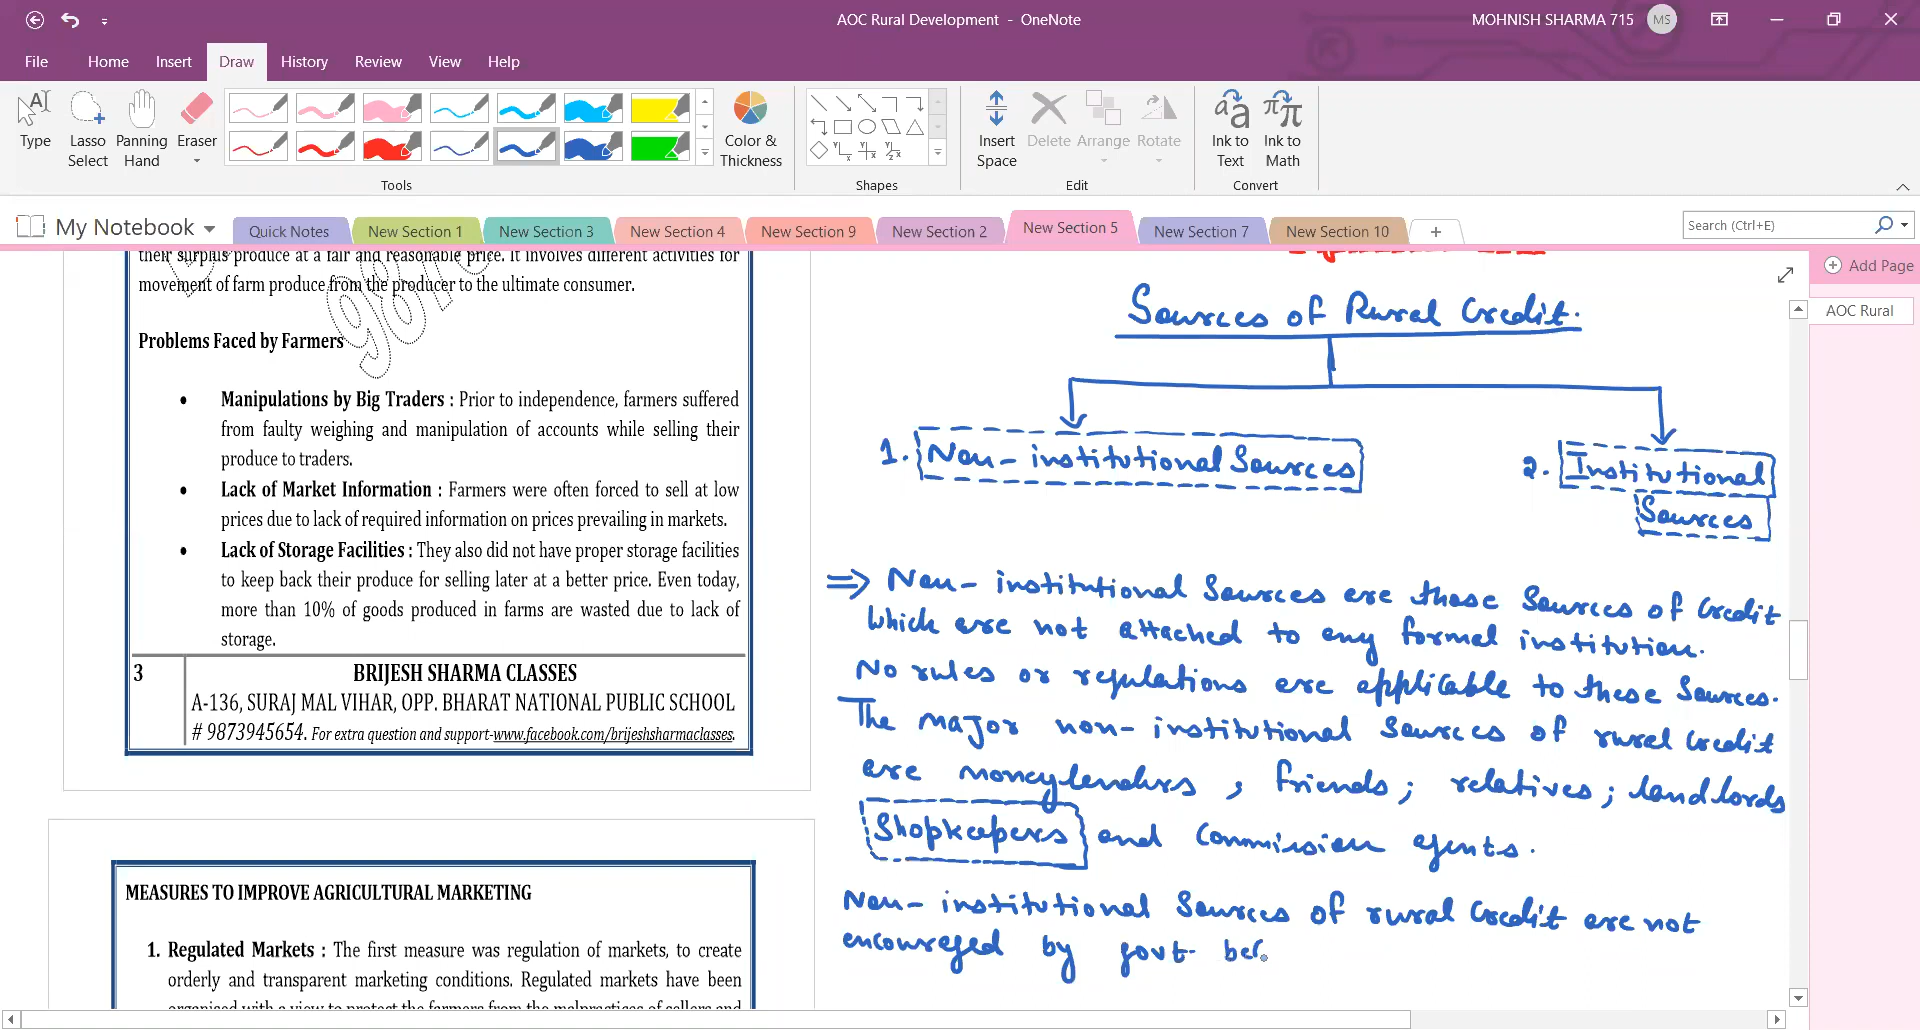 AOC Rural Development - OneNote
MOHNISH SHARMA 715
MS
File
Home
Insert
Draw
History
Review
View
Help
Type
Lasso Select
Panning Hand
Eraser
Color & Thickness
Insert Space
Delete
Arrange
Rotate
Ink to Text
Ink to Math
Tools
Shapes
Edit
Convert
My Notebook
Quick Notes
New Section 1
New Section 3
New Section 4
New Section 9
New Section 2
New Section 5
New Section 7
New Section 10
Search (Ctrl+E)
Add Page
AOC Rural
their surplus produce at a fair and reasonable price. It involves different activities for
movement of farm produce from the producer to the ultimate consumer.
Problems Faced by Farmers
• Manipulations by Big Traders : Prior to independence, farmers suffered
from faulty weighing and manipulation of accounts while selling their
produce to traders.
• Lack of Market Information : Farmers were often forced to sell at low
prices due to lack of required information on prices prevailing in markets.
• Lack of Storage Facilities : They also did not have proper storage facilities
to keep back their produce for selling later at a better price. Even today,
more than 10% of goods produced in farms are wasted due to lack of
storage.
3
BRIJESH SHARMA CLASSES
A-136, SURAJ MAL VIHAR, OPP. BHARAT NATIONAL PUBLIC SCHOOL
# 9873945654. For extra question and support-www.facebook.com/brijeshsharmaclasses.
MEASURES TO IMPROVE AGRICULTURAL MARKETING
1. Regulated Markets : The first measure was regulation of markets, to create
orderly and transparent marketing conditions. Regulated markets have been
organised with a view to protect the farmers from the malpractices of sellers and
Sources of Rural Credit.
1. Non-institutional Sources
2. Institutional
Sources
⇒ Non-institutional Sources are those Sources of Credit
which are not attached to any formal institution.
No rules or regulations are applicable to these Sources.
The major non-institutional Sources of rural Credit
are moneylenders, friends; relatives; landlords
Shopkeepers and Commission agents.
Non-institutional Sources of rural Credit are not
encouraged by govt. bec